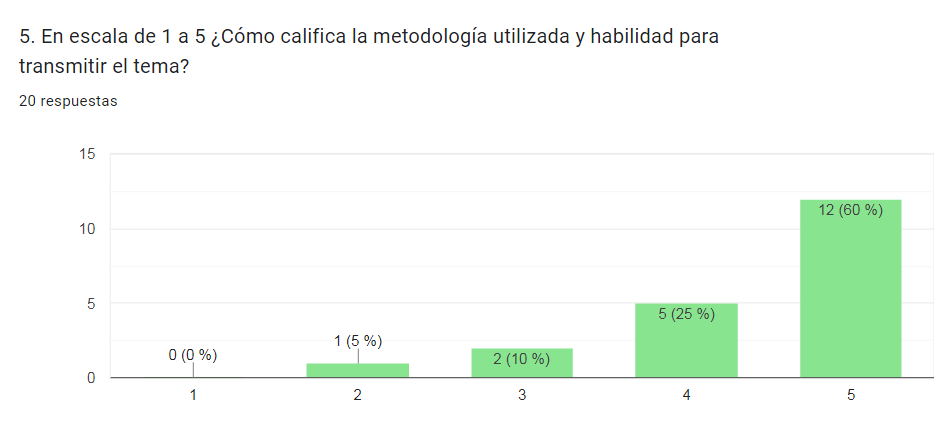 5. En escala de 1 a 5 ¿Cómo califica la metodología utilizada y habilidad para
transmitir el tema?
20 respuestas
15
10
5
0
0 (0 %)
1 (5 %)
2 (10 %)
5 (25 %)
12 (60 %)
1
2
3
4
5